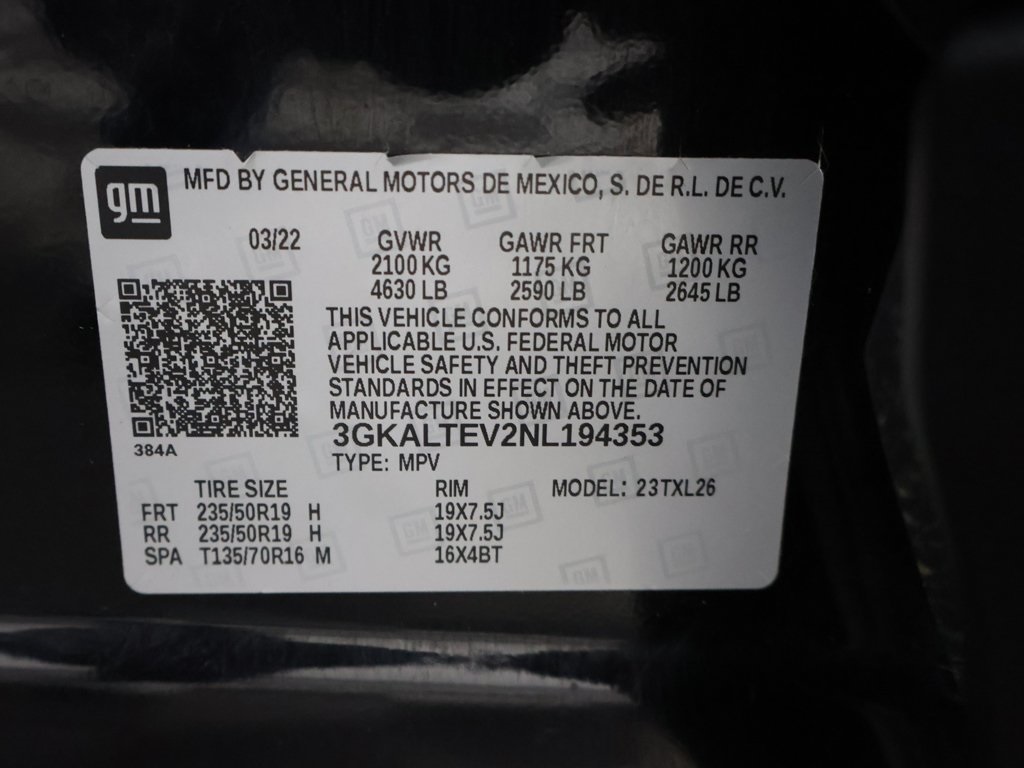 gm
MFD BY GENERAL MOTORS DE MEXICO, S. DE R.L. DE C.V.
03/22 GVWR GAWR FRT GAWR RR
2100 KG 1175 KG 1200 KG
4630 LB 2590 LB 2645 LB
THIS VEHICLE CONFORMS TO ALL
APPLICABLE U.S. FEDERAL MOTOR
VEHICLE SAFETY AND THEFT PREVENTION
STANDARDS IN EFFECT ON THE DATE OF
MANUFACTURE SHOWN ABOVE.
3GKALTEV2NL194353
384A
TYPE: MPV
TIRE SIZE RIM MODEL: 23TXL26
FRT 235/50R19 H 19X7.5J
RR 235/50R19 H 19X7.5J
SPA T135/70R16 M 16X4BT